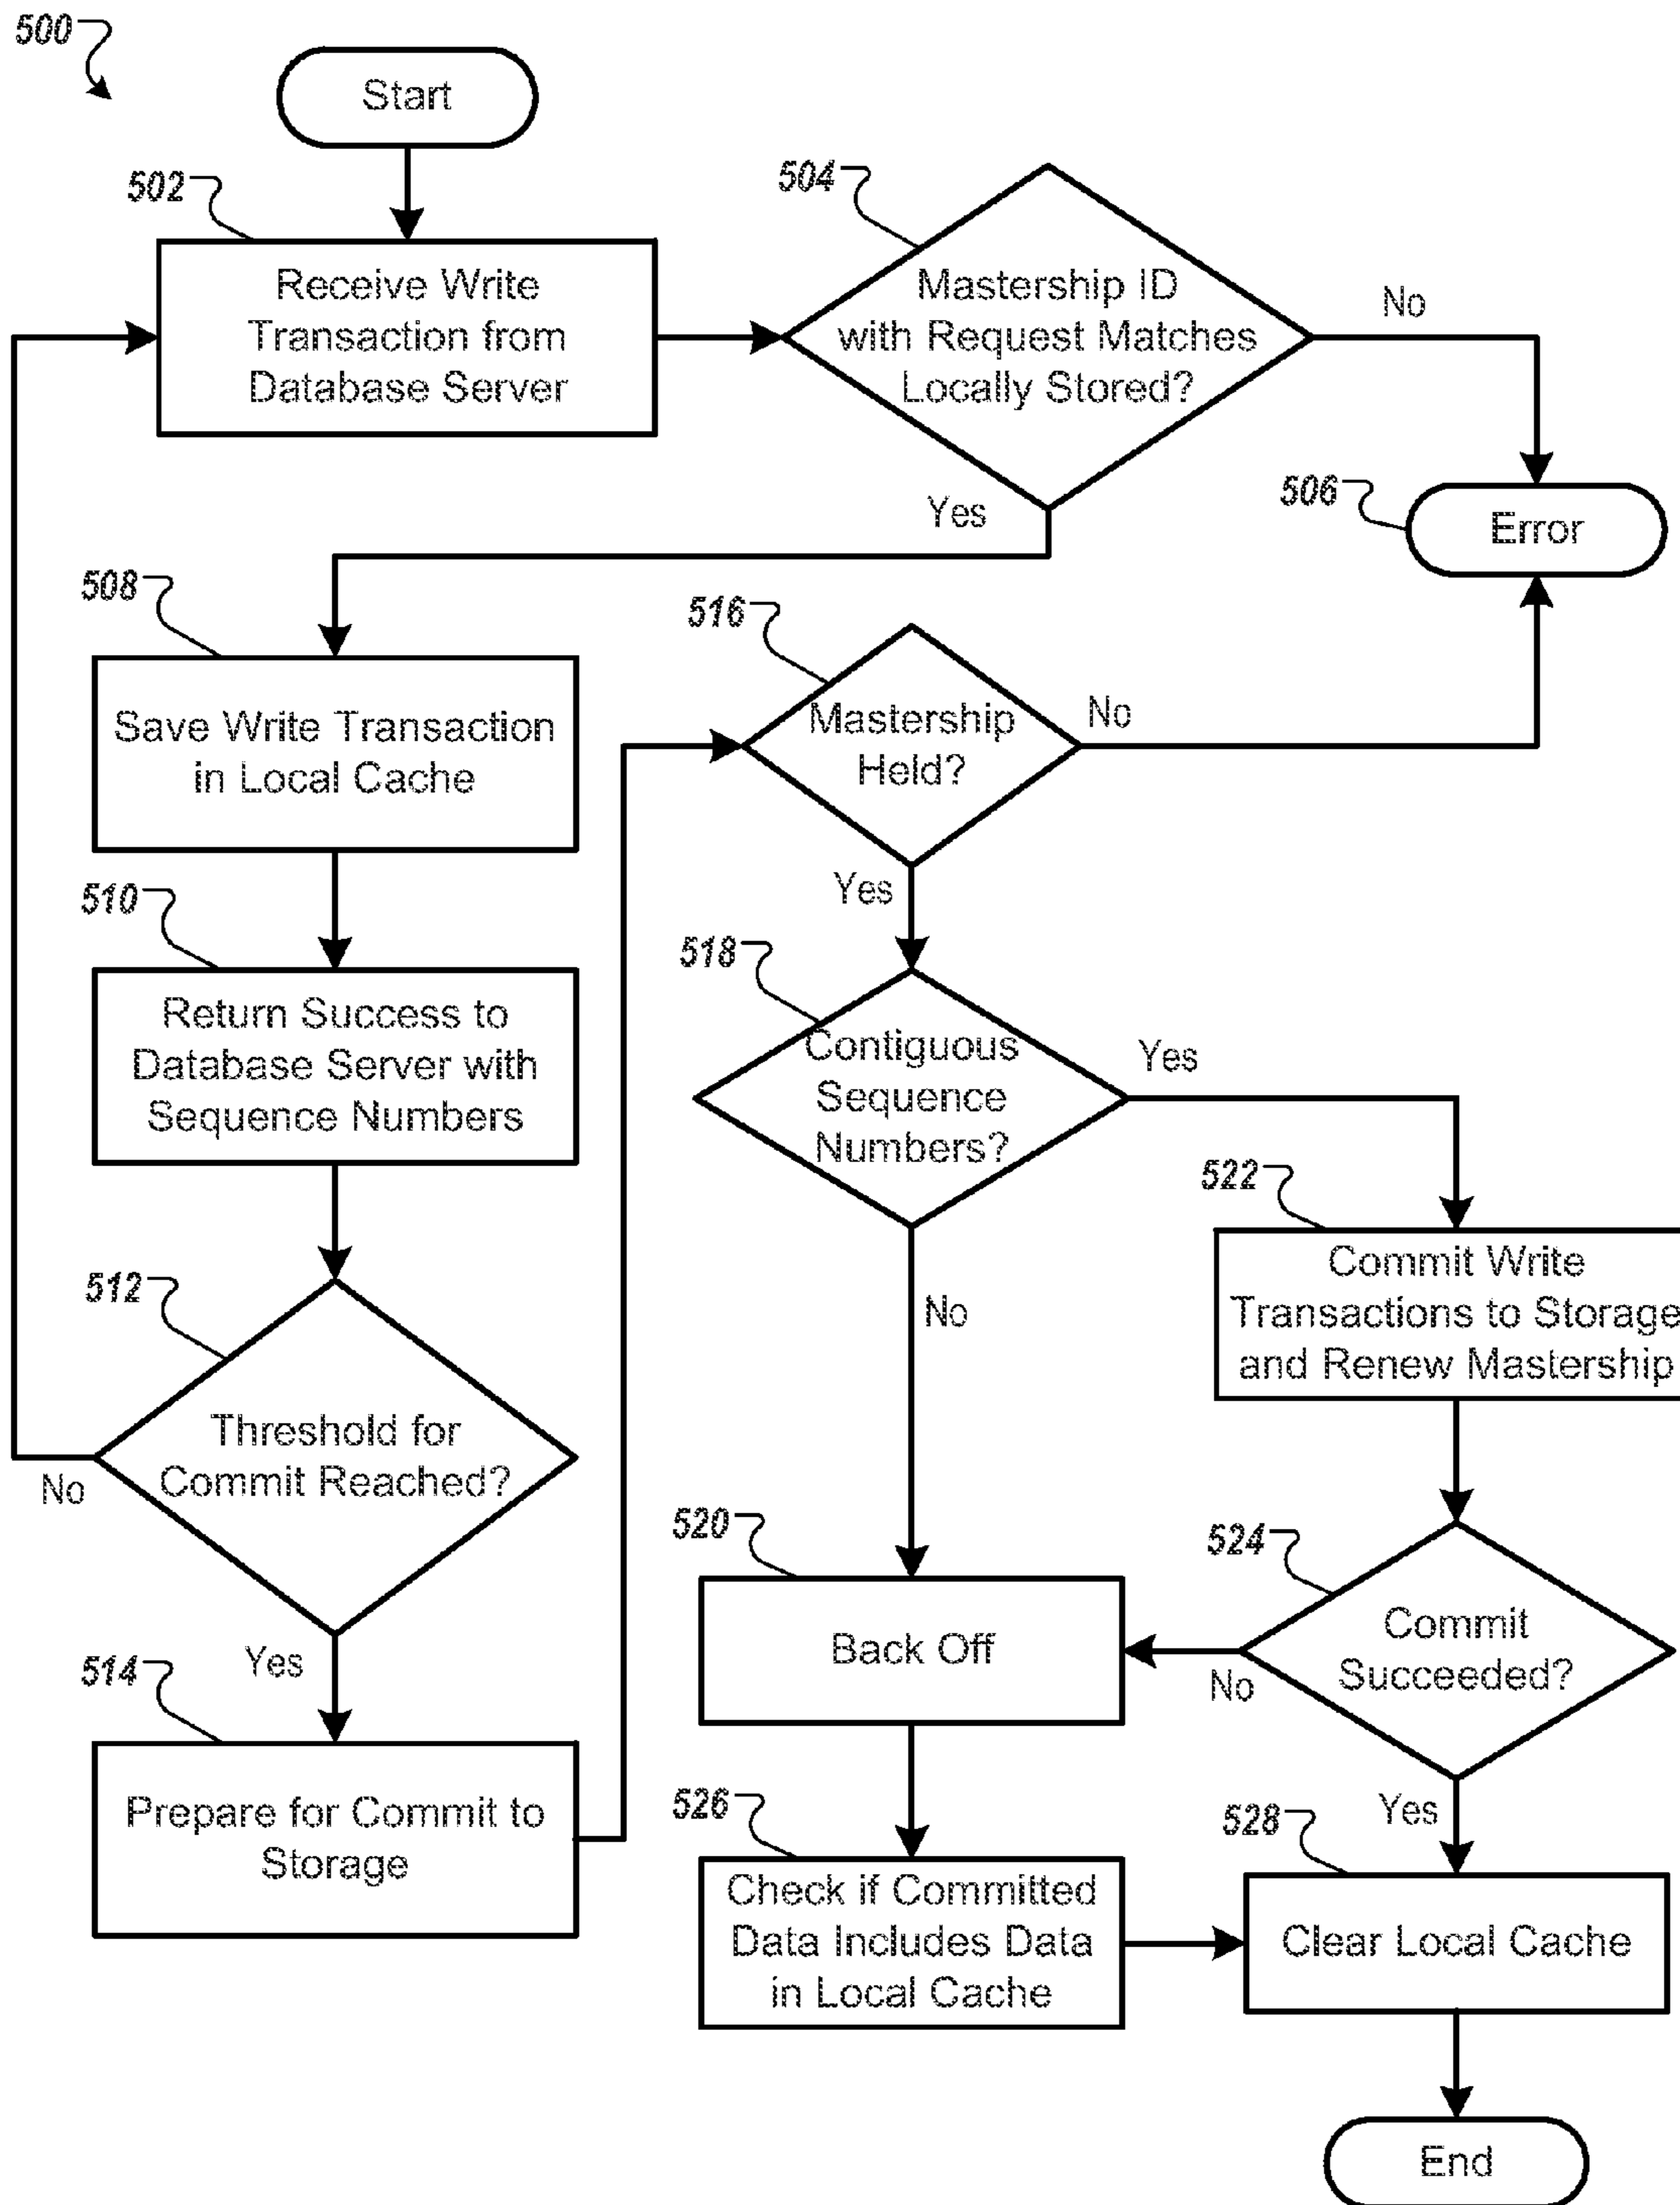 500
Start
502
Receive Write
Transaction from
Database Server
504
Mastership ID
with Request Matches
Locally Stored?
No
Yes
506
Error
508
Save Write Transaction
in Local Cache
510
Return Success to
Database Server with
Sequence Numbers
512
Threshold for
Commit Reached?
No
Yes
514
Prepare for Commit to
Storage
516
Mastership
Held?
No
Yes
518
Contiguous
Sequence
Numbers?
Yes
No
522
Commit Write
Transactions to Storage
and Renew Mastership
520
Back Off
524
Commit
Succeeded?
No
Yes
526
Check if Committed
Data Includes Data
in Local Cache
528
Clear Local Cache
End